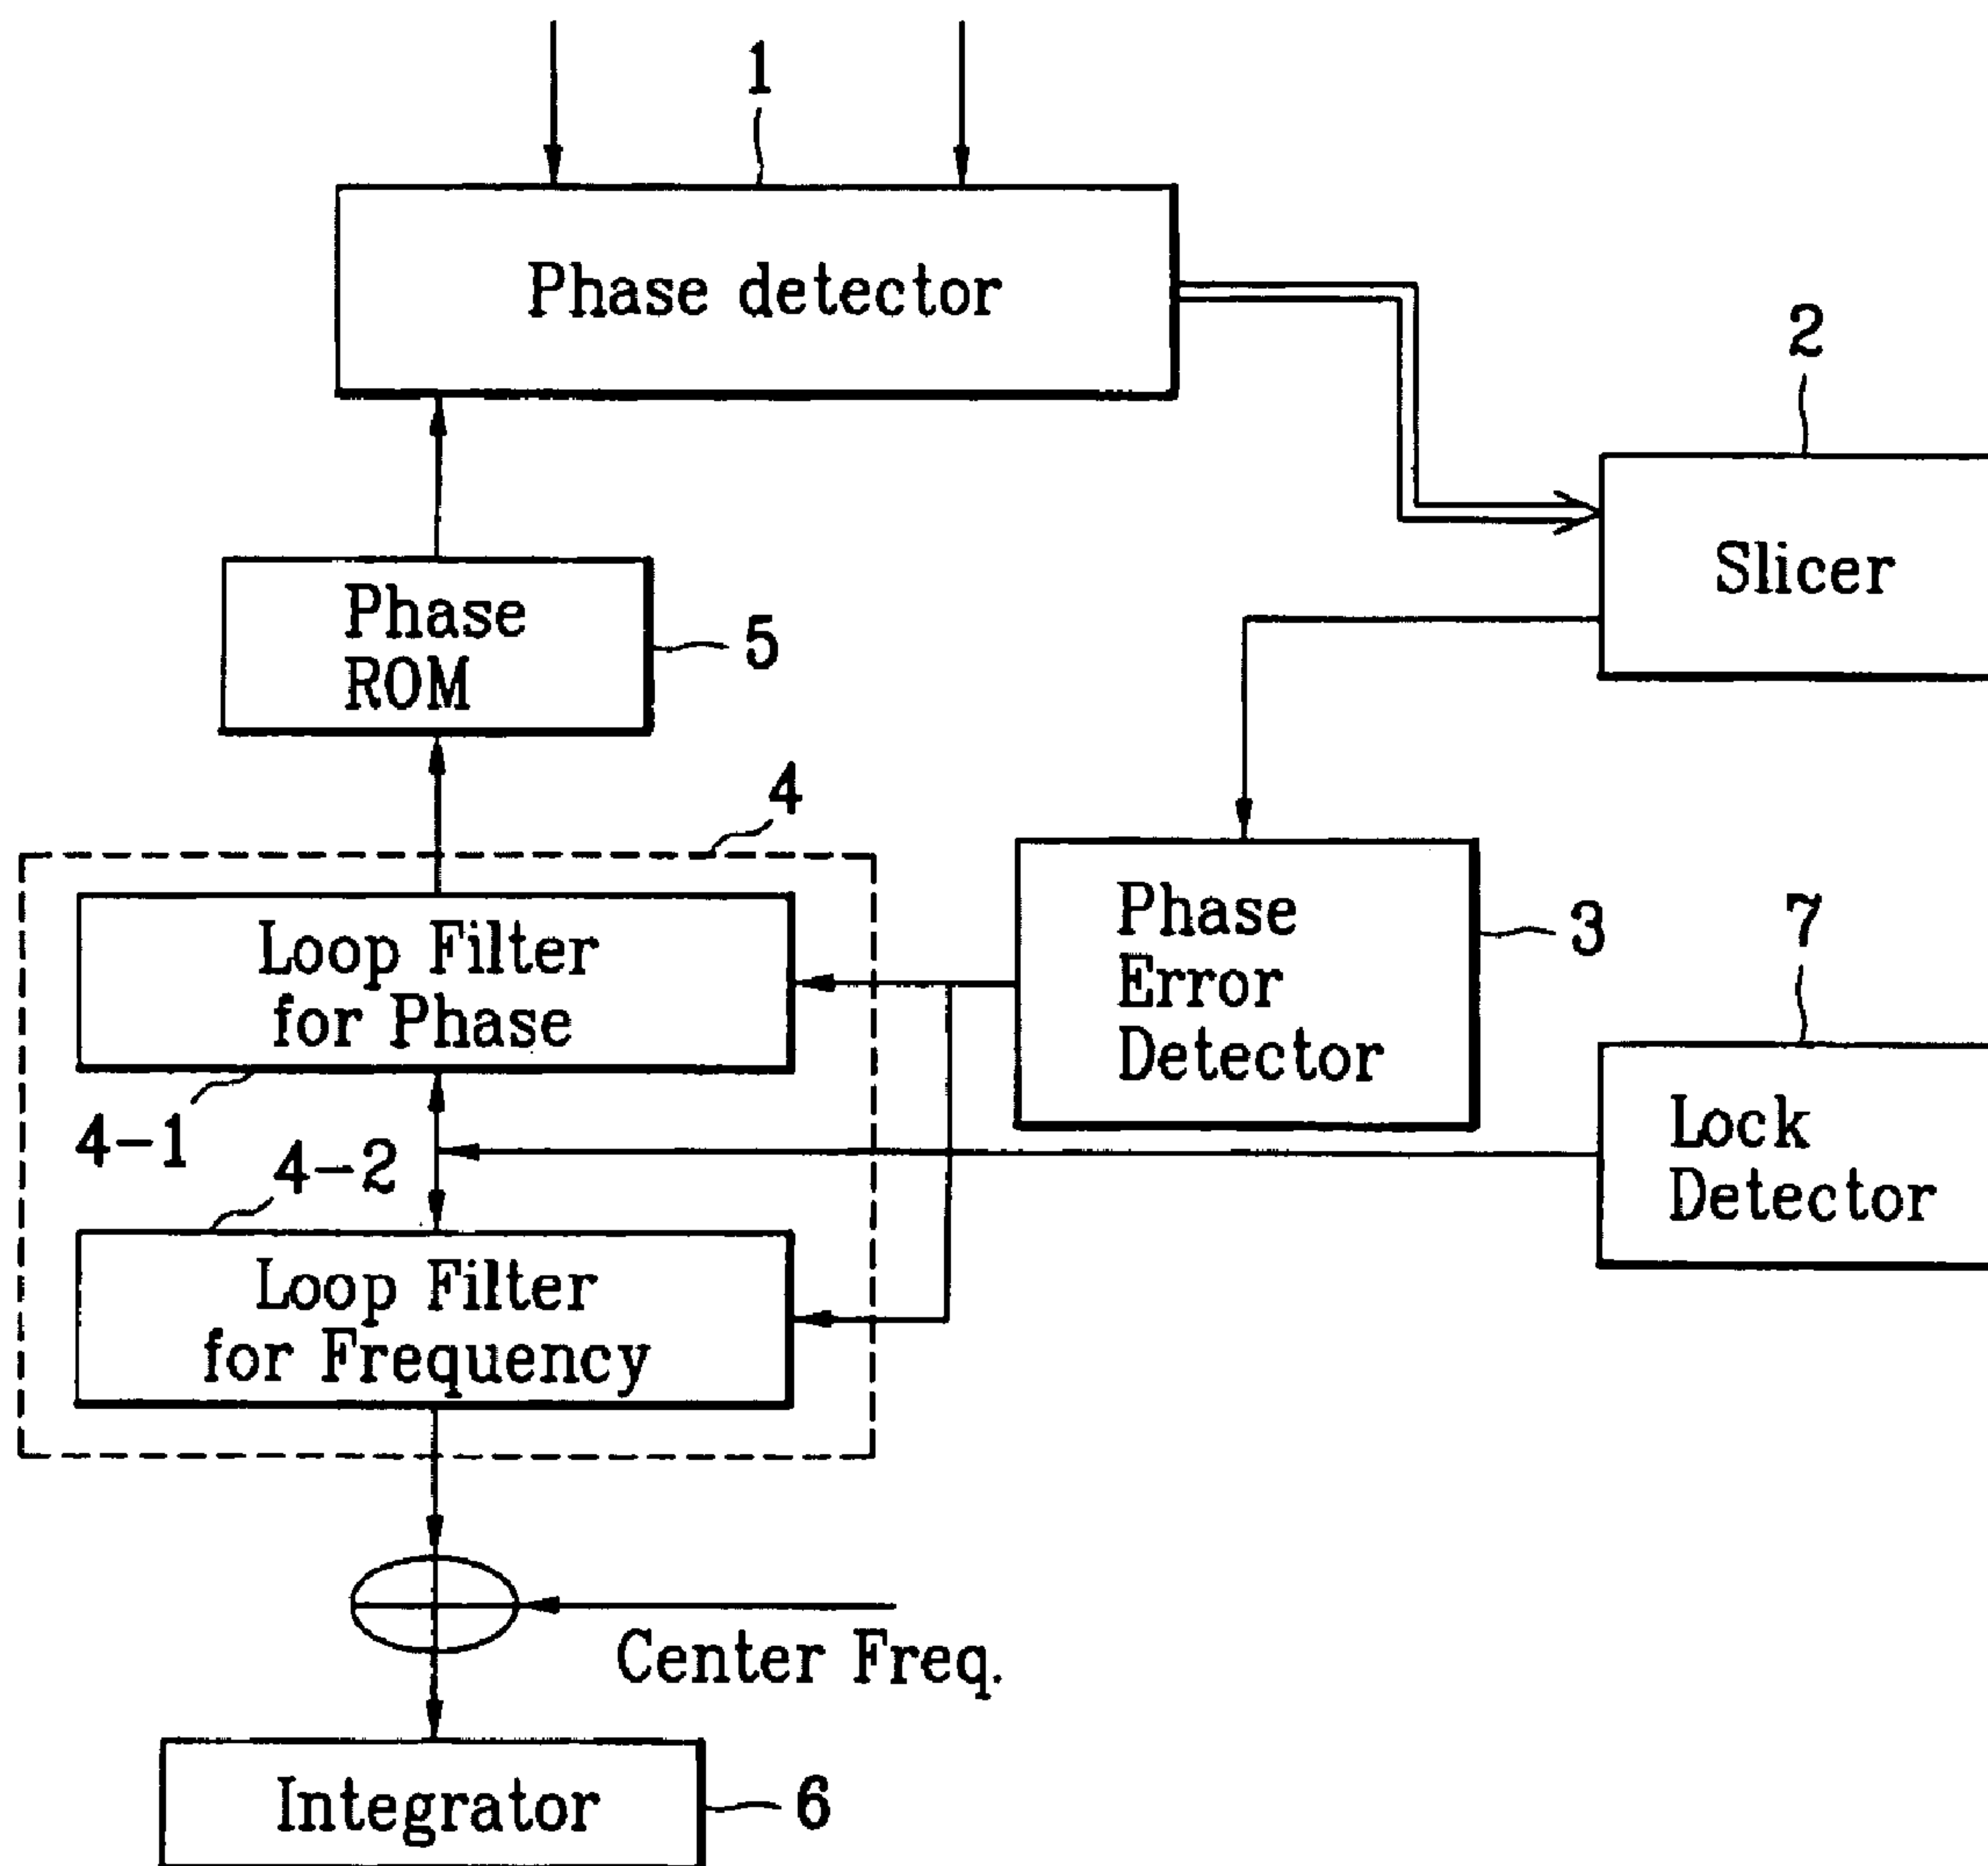 1
Phase detector
2
Slicer
Phase
ROM
5
4
Loop Filter
for Phase
Phase
Error
Detector
3
7
4-1
4-2
Lock
Detector
Loop Filter
for Frequency
Center Freq.
Integrator
6